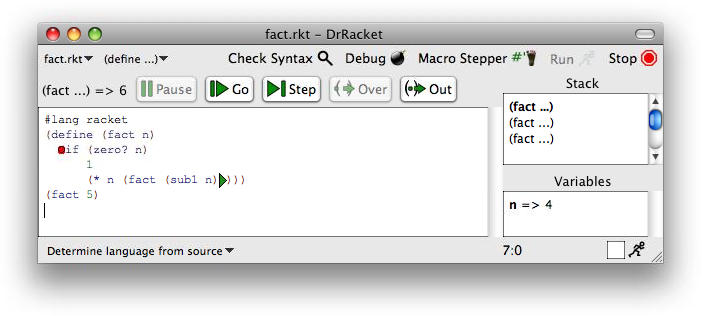 fact.rkt - DrRacket
fact.rkt (define ...) Check Syntax Debug Macro Stepper #' Run Stop
(fact ...) => 6 Pause Go Step Over Out
Stack
(fact ...)
(fact ...)
(fact ...)
#lang racket
(define (fact n)
if (zero? n)
1
(* n (fact (sub1 n))))
(fact 5)
Variables
n => 4
Determine language from source 7:0